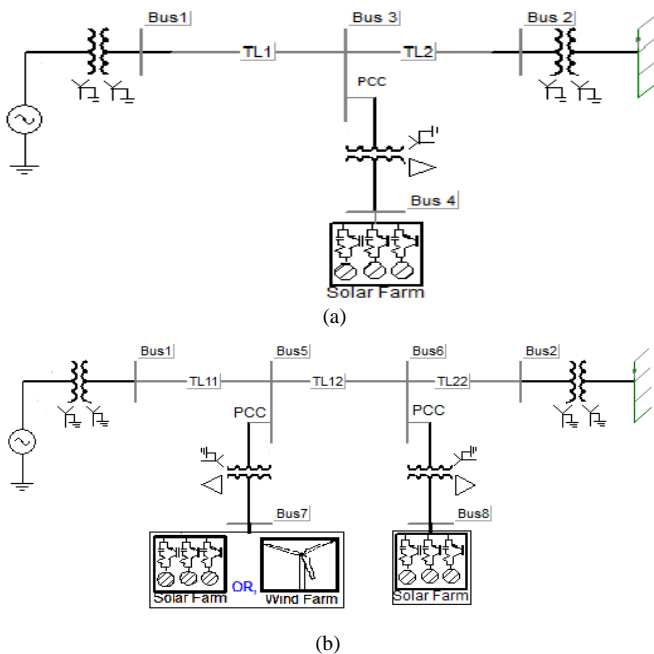 Bus1 Bus 3 Bus 2
TL1 TL2
PCC
Bus 4
Solar Farm
(a)
Bus1 Bus5 Bus6 Bus2
TL11 TL12 TL22
PCC PCC
Bus7 Bus8
Solar Farm OR, Wind Farm Solar Farm
(b)